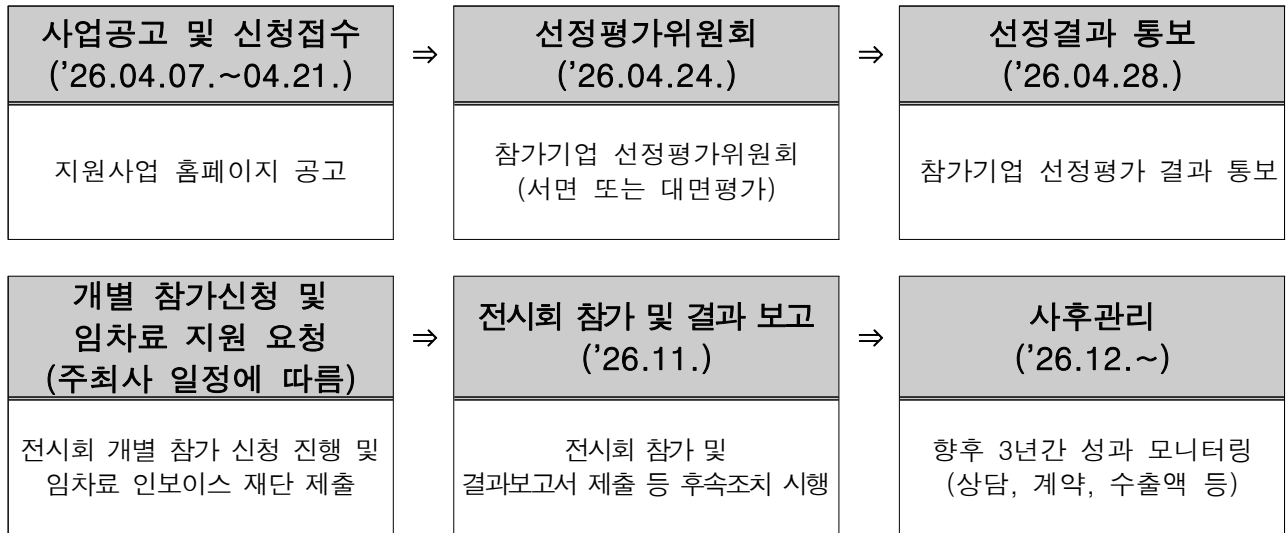 사업공고 및 신청접수
('26.04.07.~04.21.)
지원사업 홈페이지 공고
⇒
선정평가위원회
('26.04.24.)
참가기업 선정평가위원회
(서면 또는 대면평가)
⇒
선정결과 통보
('26.04.28.)
참가기업 선정평가 결과 통보
개별 참가신청 및
임차료 지원 요청
(주최사 일정에 따름)
전시회 개별 참가 신청 진행 및
임차료 인보이스 재단 제출
⇒
전시회 참가 및 결과 보고
('26.11.)
전시회 참가 및
결과보고서 제출 등 후속조치 시행
⇒
사후관리
('26.12.~)
향후 3년간 성과 모니터링
(상담, 계약, 수출액 등)